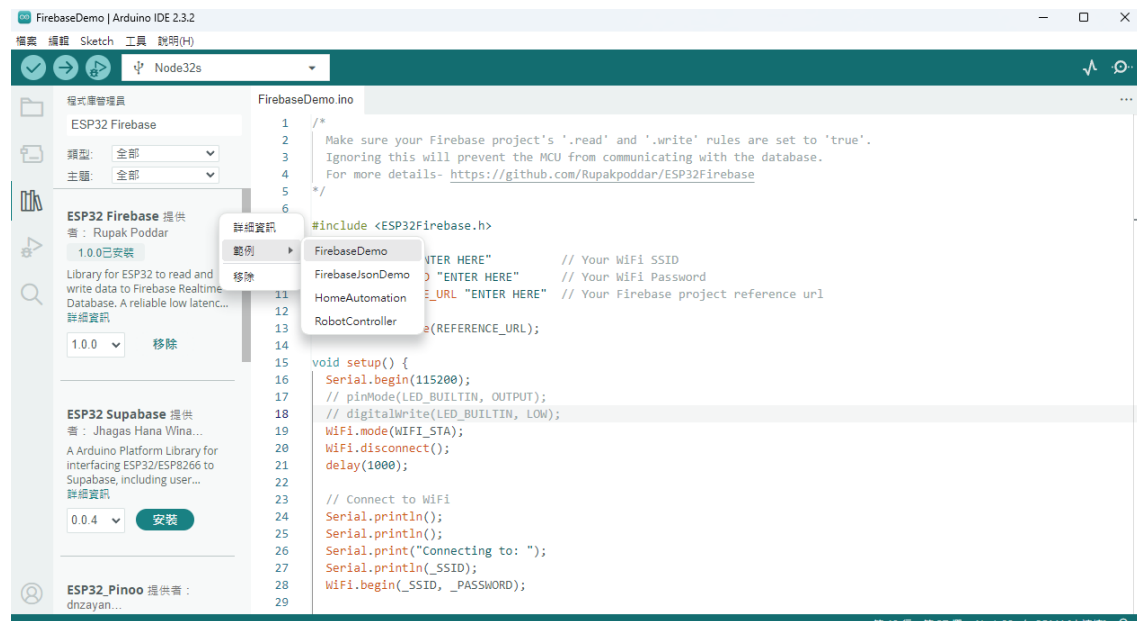 FirebaseDemo | Arduino IDE 2.3.2
檔案 編輯 Sketch 工具 說明(H)
Node32s
程式庫管理員
ESP32 Firebase
類型: 全部
主題: 全部
ESP32 Firebase 提供
者： Rupak Poddar
1.0.0已安裝
Library for ESP32 to read and
write data to Firebase Realtime
Database. A reliable low latenc...
詳細資訊
1.0.0 移除
ESP32 Supabase 提供
者： Jhagas Hana Wina...
A Arduino Platform Library for
interfacing ESP32/ESP8266 to
Supabase, including user...
詳細資訊
0.0.4 安裝
ESP32_Pinoo 提供者：
dnzayan...
詳細資訊
範例
移除
FirebaseDemo
FirebaseJsonDemo
HomeAutomation
RobotController
FirebaseDemo.ino
1 /*
2 Make sure your Firebase project's '.read' and '.write' rules are set to 'true'.
3 Ignoring this will prevent the MCU from communicating with the database.
4 For more details- https://github.com/Rupakpoddar/ESP32Firebase
5 */
6
#include <ESP32Firebase.h>
HERE" // Your WiFi SSID
"ENTER HERE" // Your WiFi Password
11 _URL "ENTER HERE" // Your Firebase project reference url
12
13 (REFERENCE_URL);
14
15 void setup() {
16 Serial.begin(115200);
17 // pinMode(LED_BUILTIN, OUTPUT);
18 // digitalWrite(LED_BUILTIN, LOW);
19 WiFi.mode(WIFI_STA);
20 WiFi.disconnect();
21 delay(1000);
22
23 // Connect to WiFi
24 Serial.println();
25 Serial.println();
26 Serial.print("Connecting to: ");
27 Serial.println(_SSID);
28 WiFi.begin(_SSID, _PASSWORD);
29